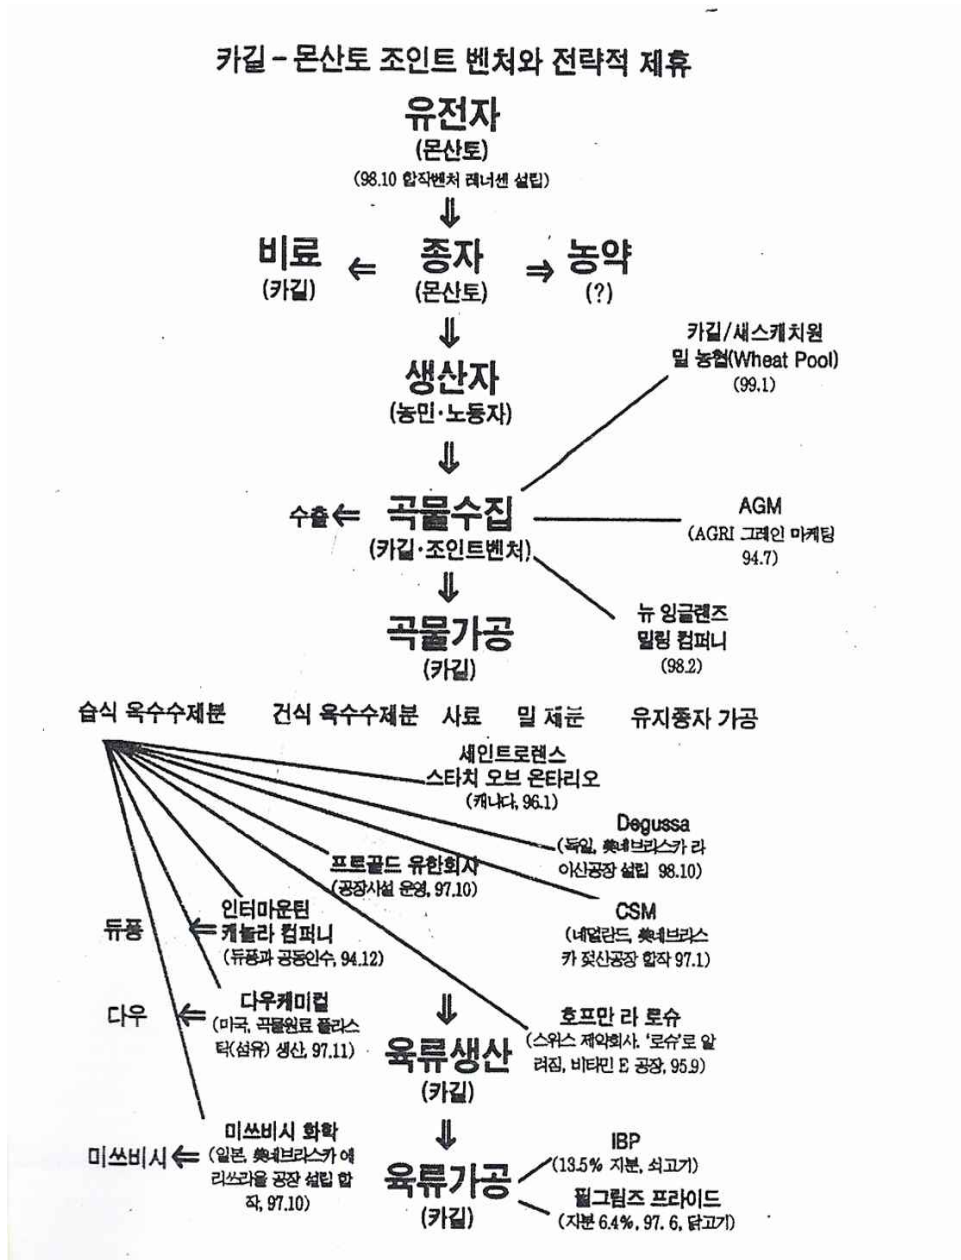 카길 – 몬산토 조인트 벤처와 전략적 제휴
유전자
(몬산토)
(98.10 합작벤처 레너센 설립)
⇓
비료 ⇐ 종자 ⇒ 농약
(카길) (몬산토) (?)
⇓
생산자
(농민·노동자)
⇓
카길/새스캐치원
밀 농협(Wheat Pool)
(99.1)
수출⇐ 곡물수집
(카길·조인트벤처)
AGM
(AGRI 그레인 마케팅
94.7)
⇓
뉴 잉글랜즈
밀링 컴퍼니
(98.2)
곡물가공
(카길)
습식 옥수수제분 건식 옥수수제분 사료 밀 제분 유지종자 가공
세인트로렌스
스타치 오브 온타리오
(캐나다, 96.1)
Degussa
(독일, 美네브라스카 라
이신공장 설립 98.10)
프로골드 유한회사
(공장시설 운영, 97.10)
CSM
(네덜란드, 美네브라스
카 젖산공장 합작 97.1)
듀퐁 ⇐
인터마운틴
캐놀라 컴퍼니
(듀퐁과 공동인수, 94.12)
다우 ⇐
다우케미컬
(미국, 곡물원료 플라스
틱(섬유) 생산, 97.11)
⇓
호프만 라 로슈
(스위스 제약회사. '로슈'로 알
려짐, 비타민 E 공장, 95.9)
육류생산
(카길)
⇓
미쓰비시⇐
미쓰비시 화학
(일본, 美네브라스카 에
리쓰리톨 공장 설립 합
작, 97.10)
육류가공
(카길)
IBP
(13.5% 지분, 쇠고기)
필그림즈 프라이드
(지분 6.4%, 97. 6, 닭고기)